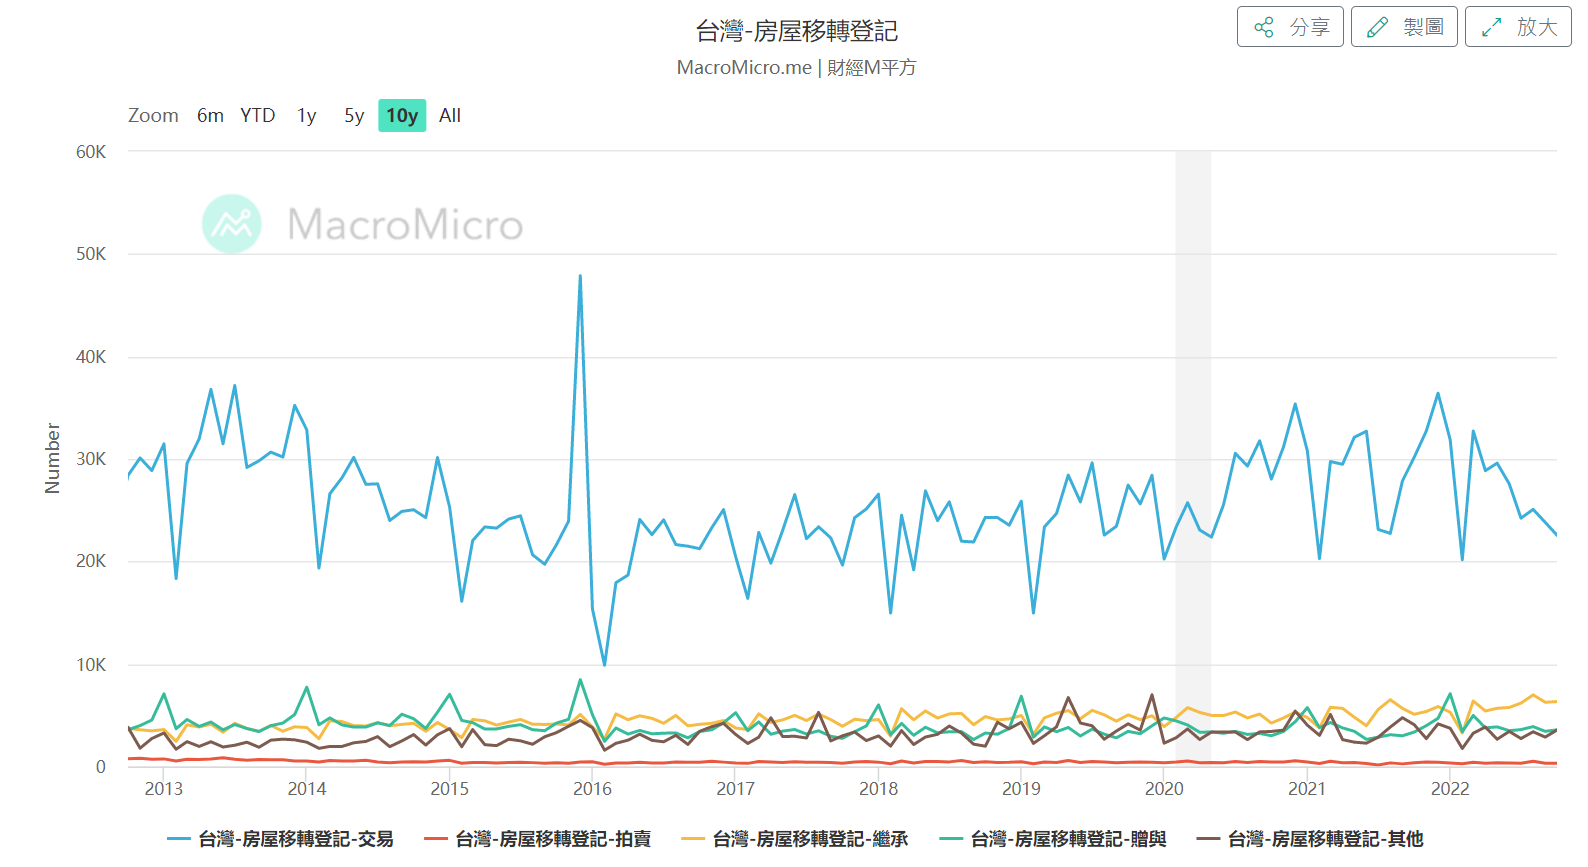 台灣-房屋移轉登記
MacroMicro.me | 財經M平方
分享
製圖
放大
Zoom 6m YTD 1y 5y 10y All
60K
MacroMicro
50K
40K
30K
20K
10K
0
Number
2013 2014 2015 2016 2017 2018 2019 2020 2021 2022
台灣-房屋移轉登記-交易 台灣-房屋移轉登記-拍賣 台灣-房屋移轉登記-繼承 台灣-房屋移轉登記-贈與 台灣-房屋移轉登記-其他